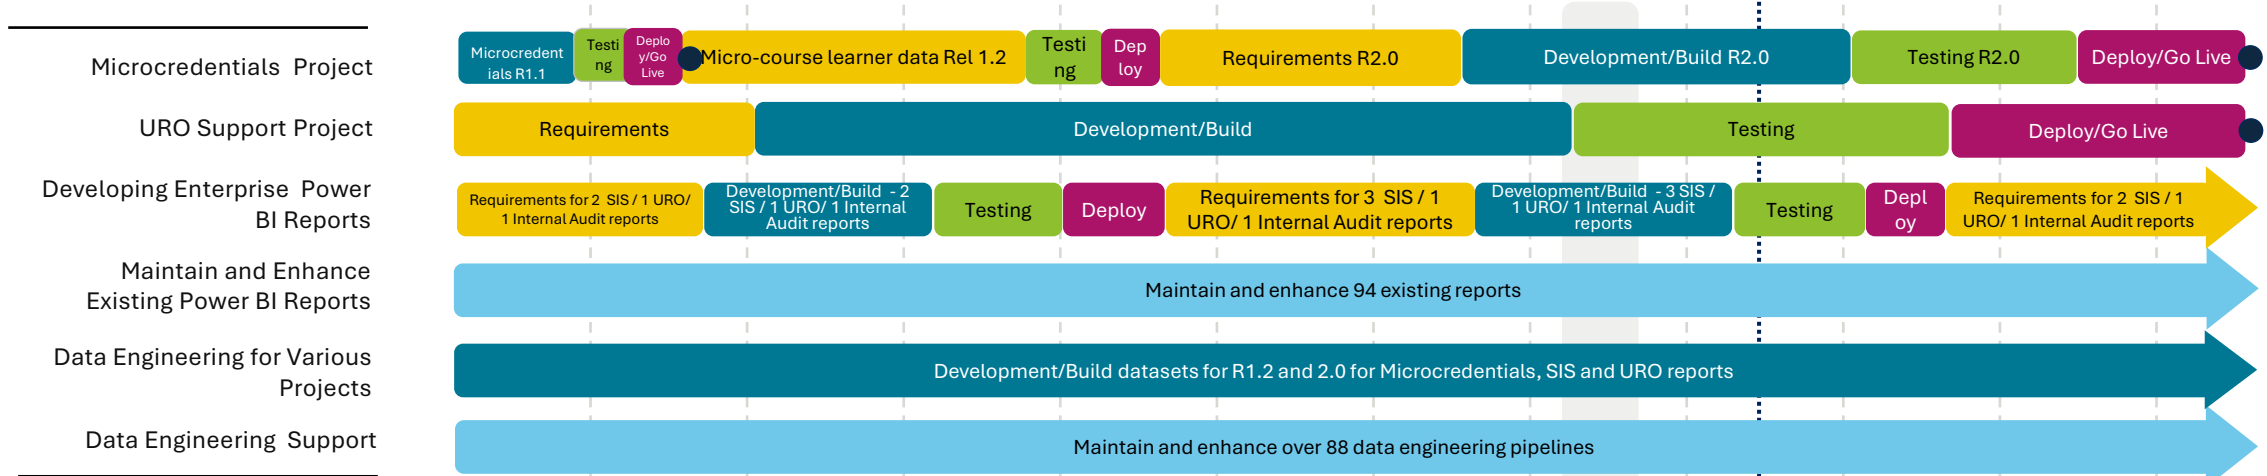 Microcredentials Project
Microcredent
ials R1.1
Testi
ng
Deplo
y/Go
Live
Micro-course learner data Rel 1.2
Testi
ng
Dep
loy
Requirements R2.0
Development/Build R2.0
Testing R2.0
Deploy/Go Live
URO Support Project
Requirements
Development/Build
Testing
Deploy/Go Live
Developing Enterprise Power
BI Reports
Requirements for 2 SIS / 1 URO/
1 Internal Audit reports
Development/Build - 2
SIS / 1 URO/ 1 Internal
Audit reports
Testing
Deploy
Requirements for 3 SIS / 1
URO/ 1 Internal Audit reports
Development/Build - 3 SIS /
1 URO/ 1 Internal Audit
reports
Testing
Depl
oy
Requirements for 2 SIS / 1
URO/ 1 Internal Audit reports
Maintain and Enhance
Existing Power BI Reports
Maintain and enhance 94 existing reports
Data Engineering for Various
Projects
Development/Build datasets for R1.2 and 2.0 for Microcredentials, SIS and URO reports
Data Engineering Support
Maintain and enhance over 88 data engineering pipelines